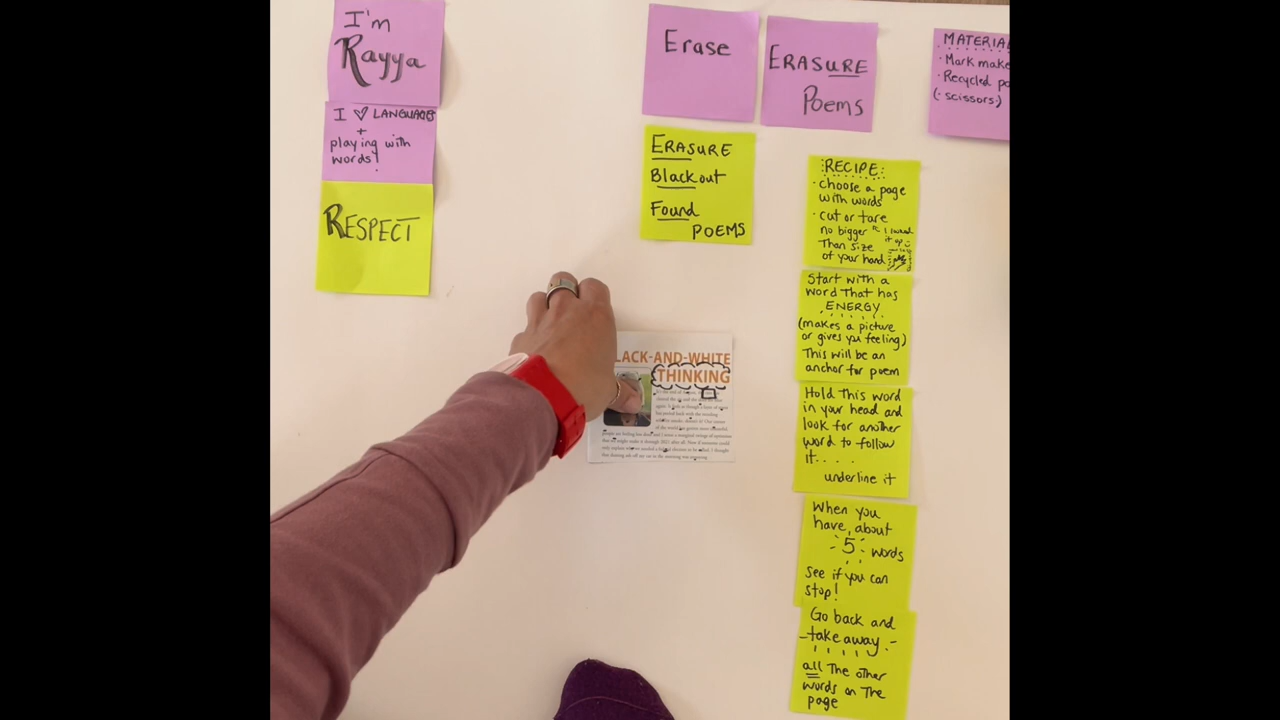 I'm
Rayya
I ♡ LANGUAGES
+
playing with
words!
RESPECT
Erase
ERASURE
Blackout
Found
POEMS
ERASURE
Poems
MATERIA
· Mark make
· Recycled pa
(· scissors·)
RECIPE:
· choose a page
with words
· cut or tare
no bigger
Than size
of your hand
Start with a
word That has
ENERGY
(makes a picture
or gives you feeling)
This will be an
anchor for poem
Hold this word
in your head and
look for another
word to follow
it. . . . .
underline it
When you
have, about
5 words
see if you can
stop!
Go back and
- take away -
all The other
words on The
page
LACK-AND-WHITE
THINKING